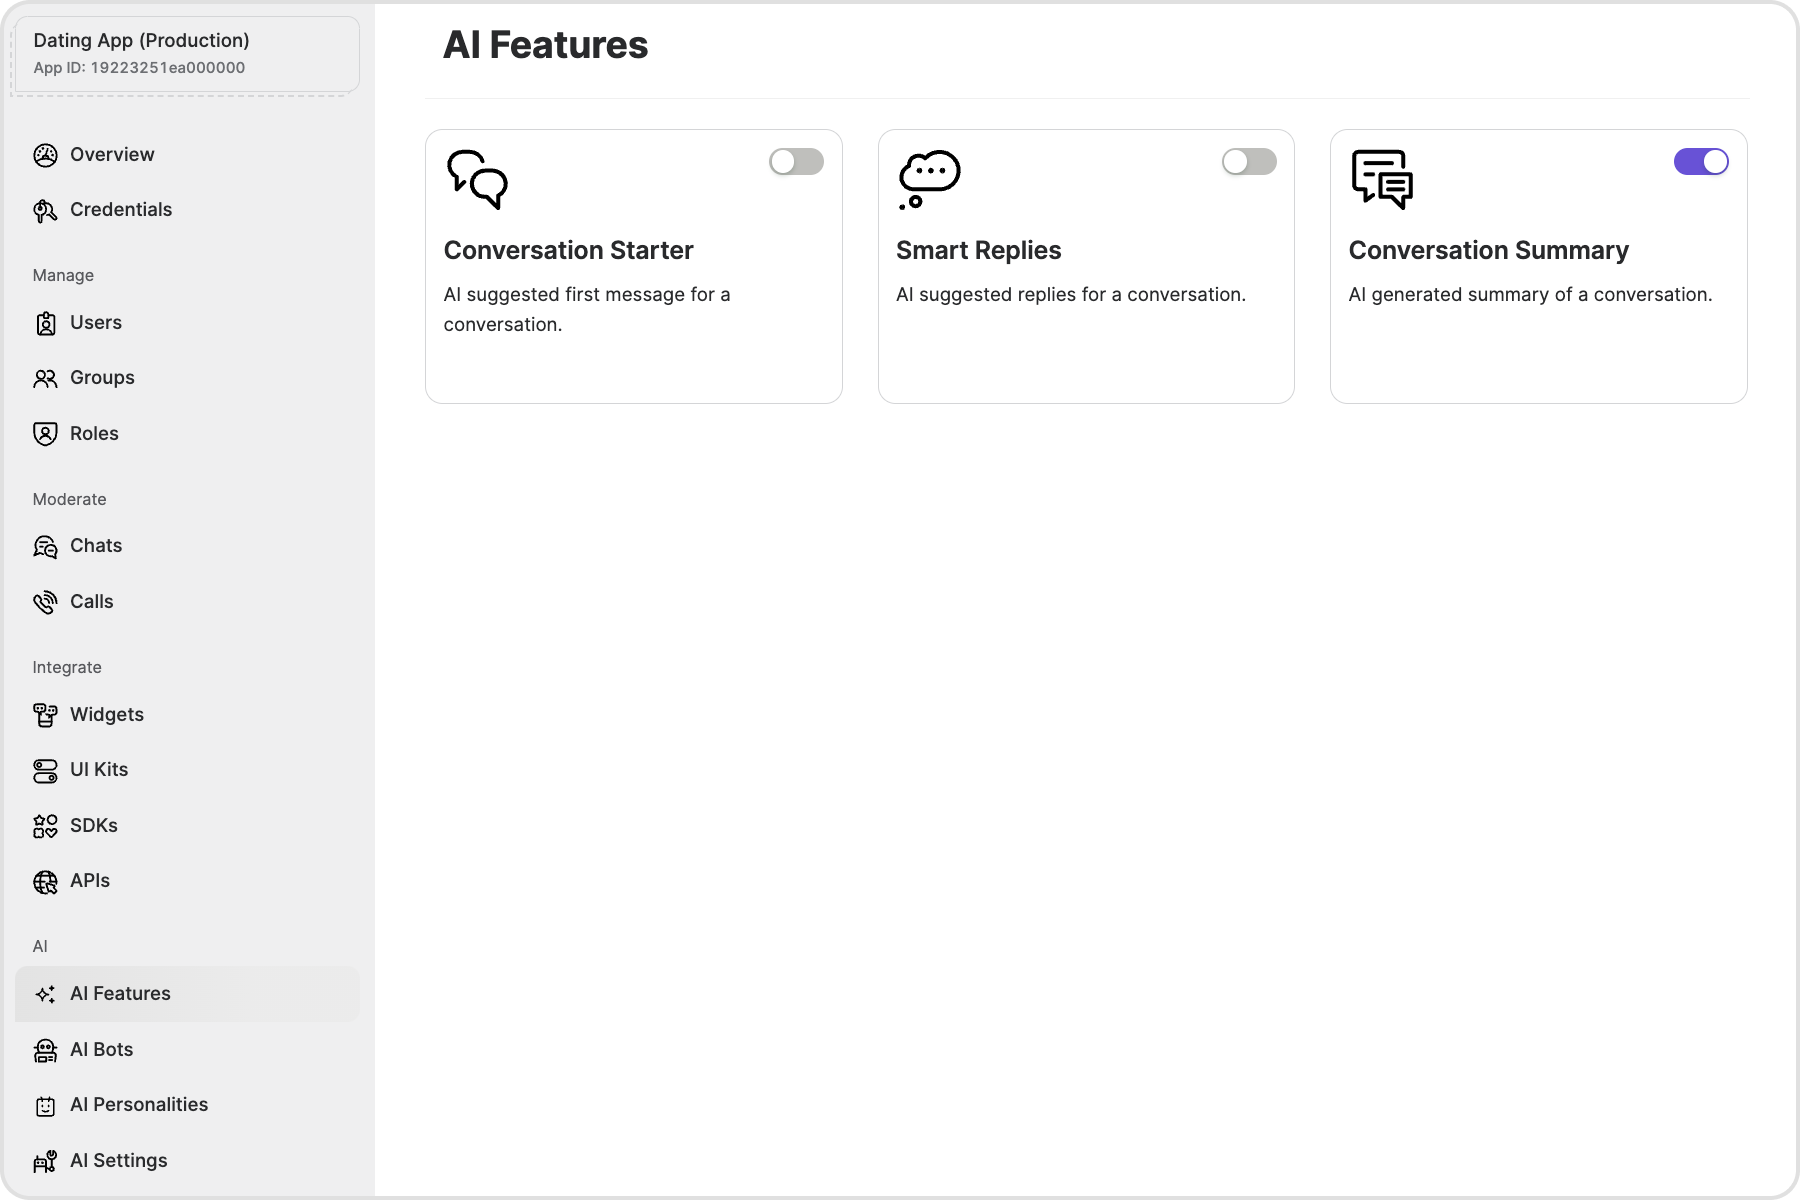 Dating App (Production)
App ID: 19223251ea000000
Overview
Credentials
Manage
Users
Groups
Roles
Moderate
Chats
Calls
Integrate
Widgets
UI Kits
SDKs
APIs
AI
AI Features
AI Bots
AI Personalities
AI Settings
AI Features
Conversation Starter
AI suggested first message for a
conversation.
Smart Replies
AI suggested replies for a conversation.
Conversation Summary
AI generated summary of a conversation.